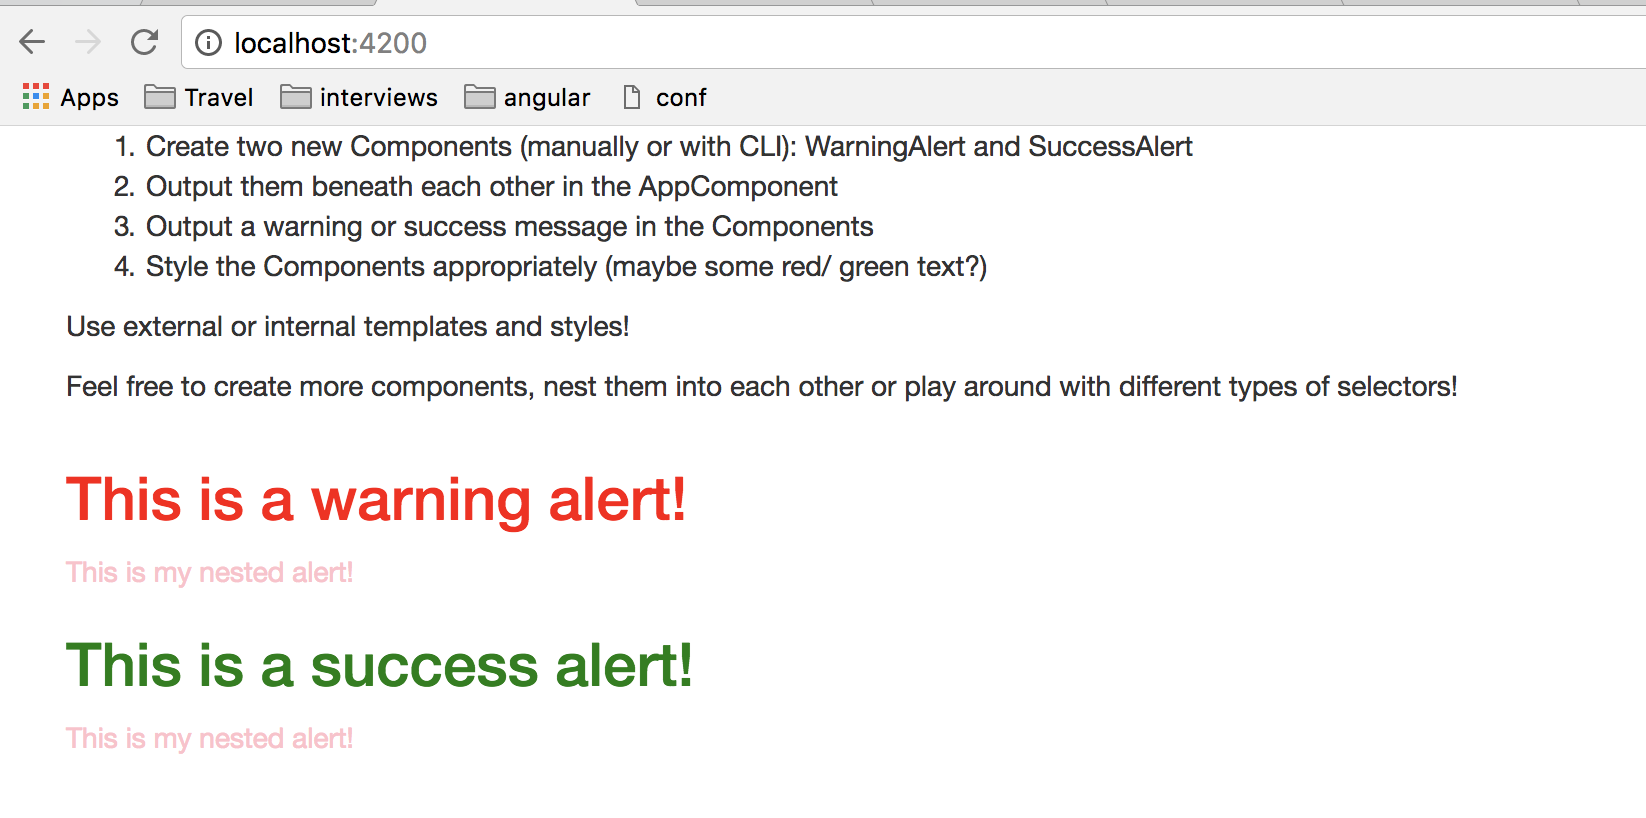 localhost:4200
Apps Travel interviews angular conf
1. Create two new Components (manually or with CLI): WarningAlert and SuccessAlert
2. Output them beneath each other in the AppComponent
3. Output a warning or success message in the Components
4. Style the Components appropriately (maybe some red/ green text?)
Use external or internal templates and styles!
Feel free to create more components, nest them into each other or play around with different types of selectors!
This is a warning alert!
This is my nested alert!
This is a success alert!
This is my nested alert!